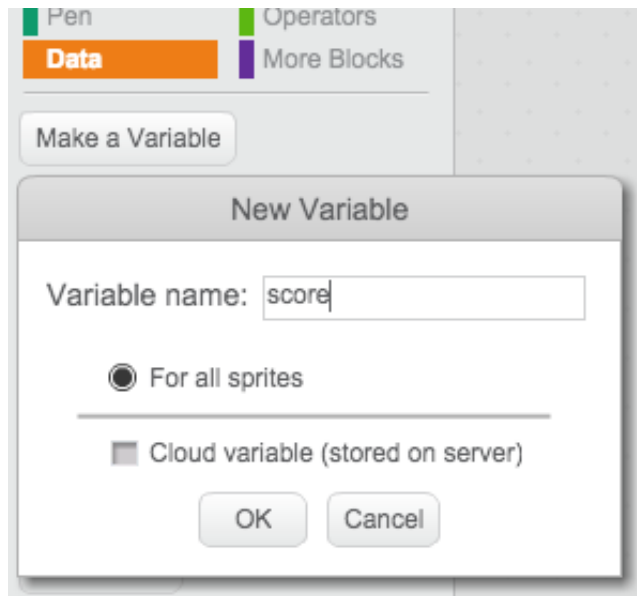 Pen Operators
Data More Blocks
Make a Variable
New Variable
Variable name: score
For all sprites
Cloud variable (stored on server)
OK Cancel